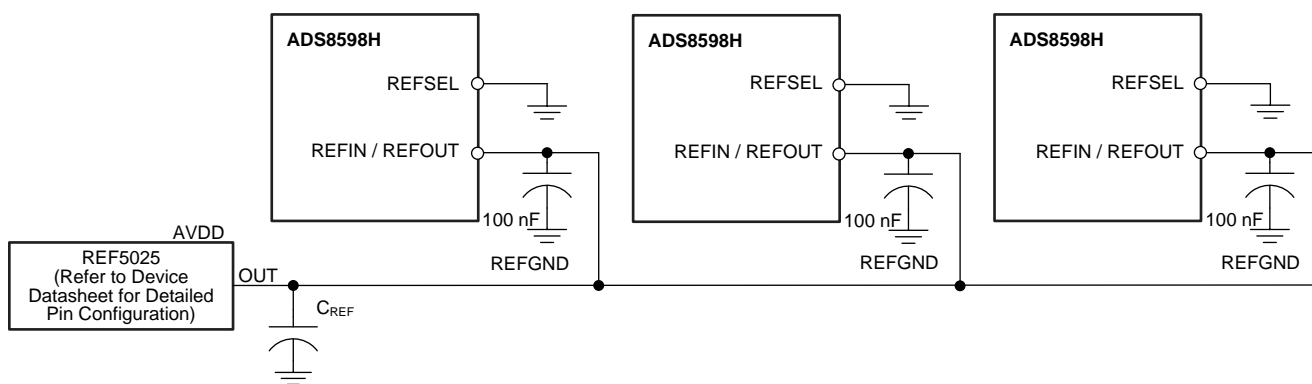 ADS8598H
REFSEL
REFIN / REFOUT
100 nF
REFGND
ADS8598H
REFSEL
REFIN / REFOUT
100 nF
REFGND
ADS8598H
REFSEL
REFIN / REFOUT
100 nF
REFGND
AVDD
REF5025
(Refer to Device
Datasheet for Detailed
Pin Configuration)
OUT
CREF